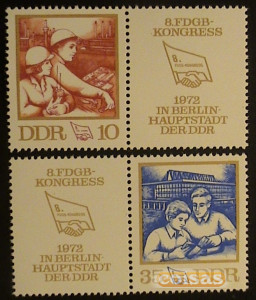 8.FDGB-
KONGRESS
8.
FDGB-KONGRESS
1972
IN BERLIN-
HAUPTSTADT
DER DDR
DDR 10
8.FDGB-
KONGRESS
8.
FDGB-KONGRESS
1972
IN BERLIN-
HAUPTSTADT
DER DDR
coisas